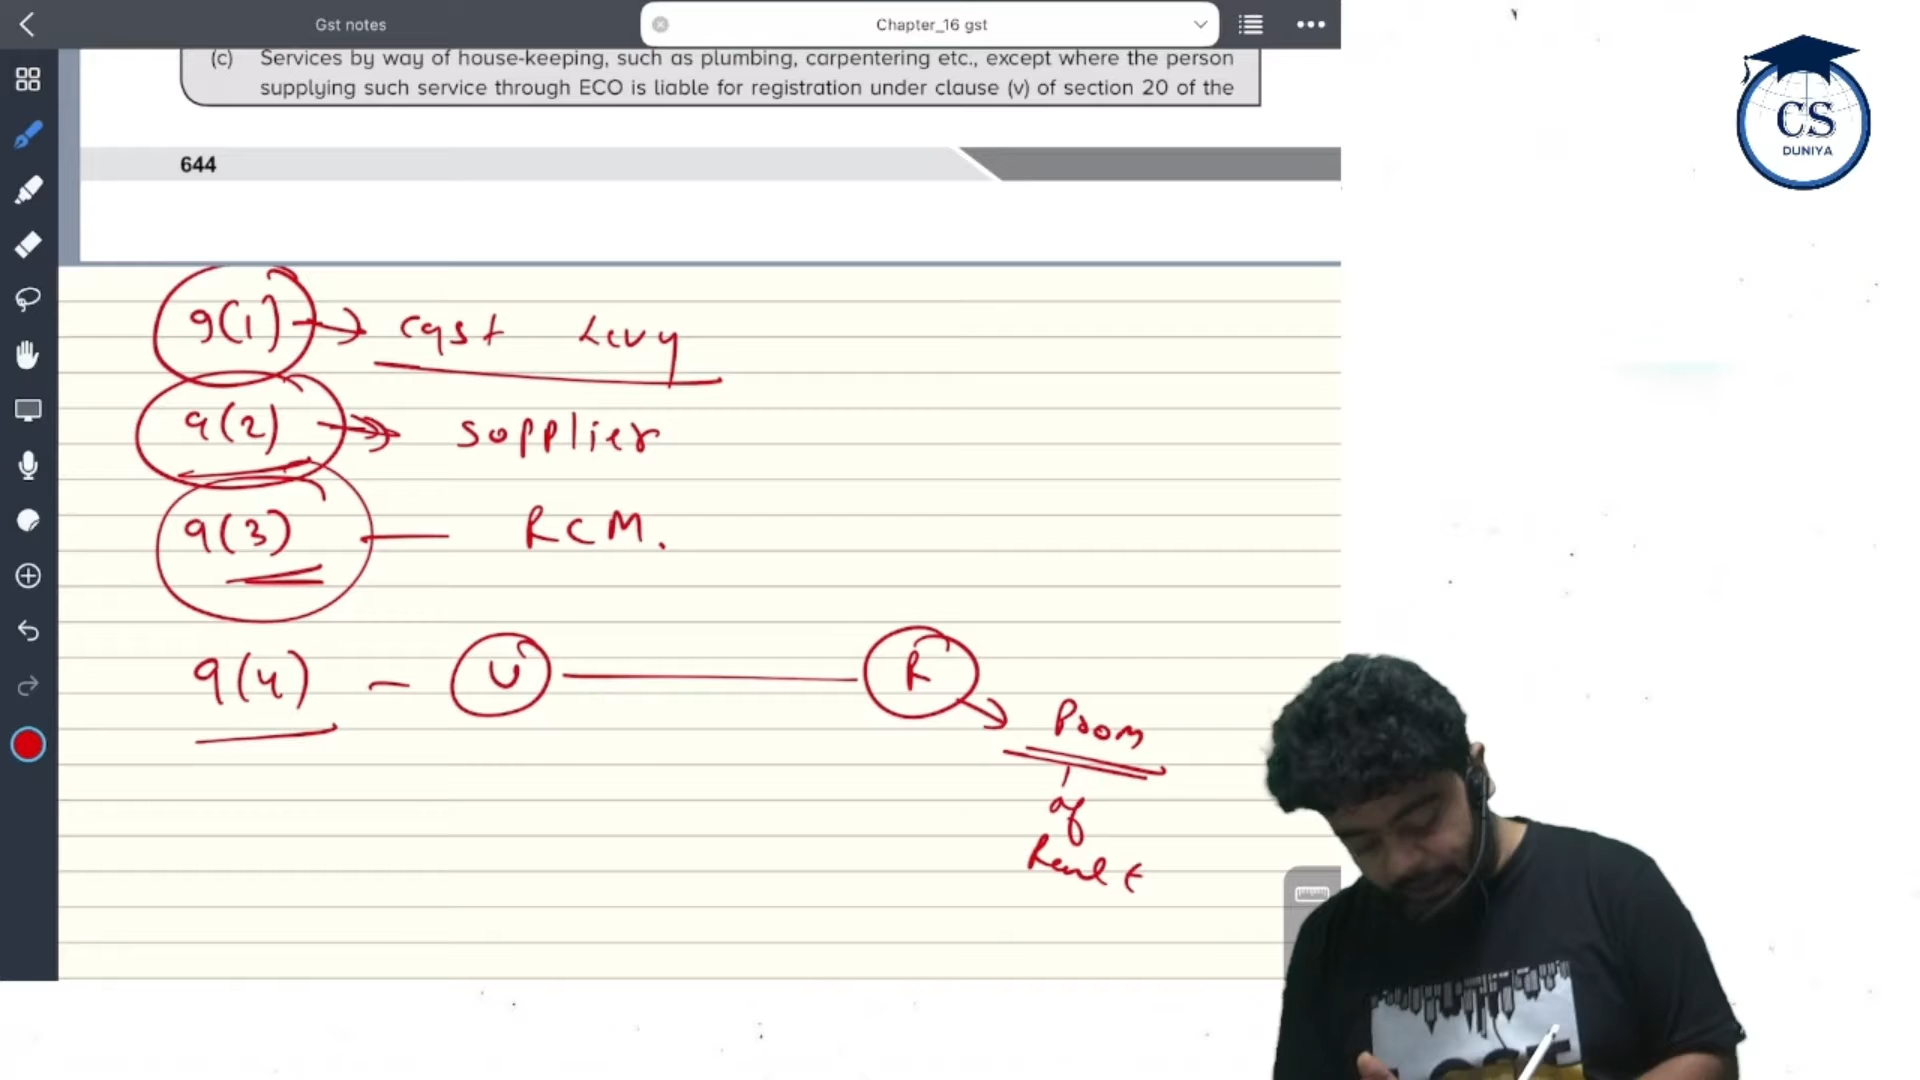 Gst notes
Chapter_16 gst
(c) Services by way of house-keeping, such as plumbing, carpentering etc., except where the person
supplying such service through ECO is liable for registration under clause (v) of section 20 of the
CS
DUNIYA
644
9(1) → cgst Levy
9(2) → supplier
9(3) — RCM.
9(4) — U — R
of